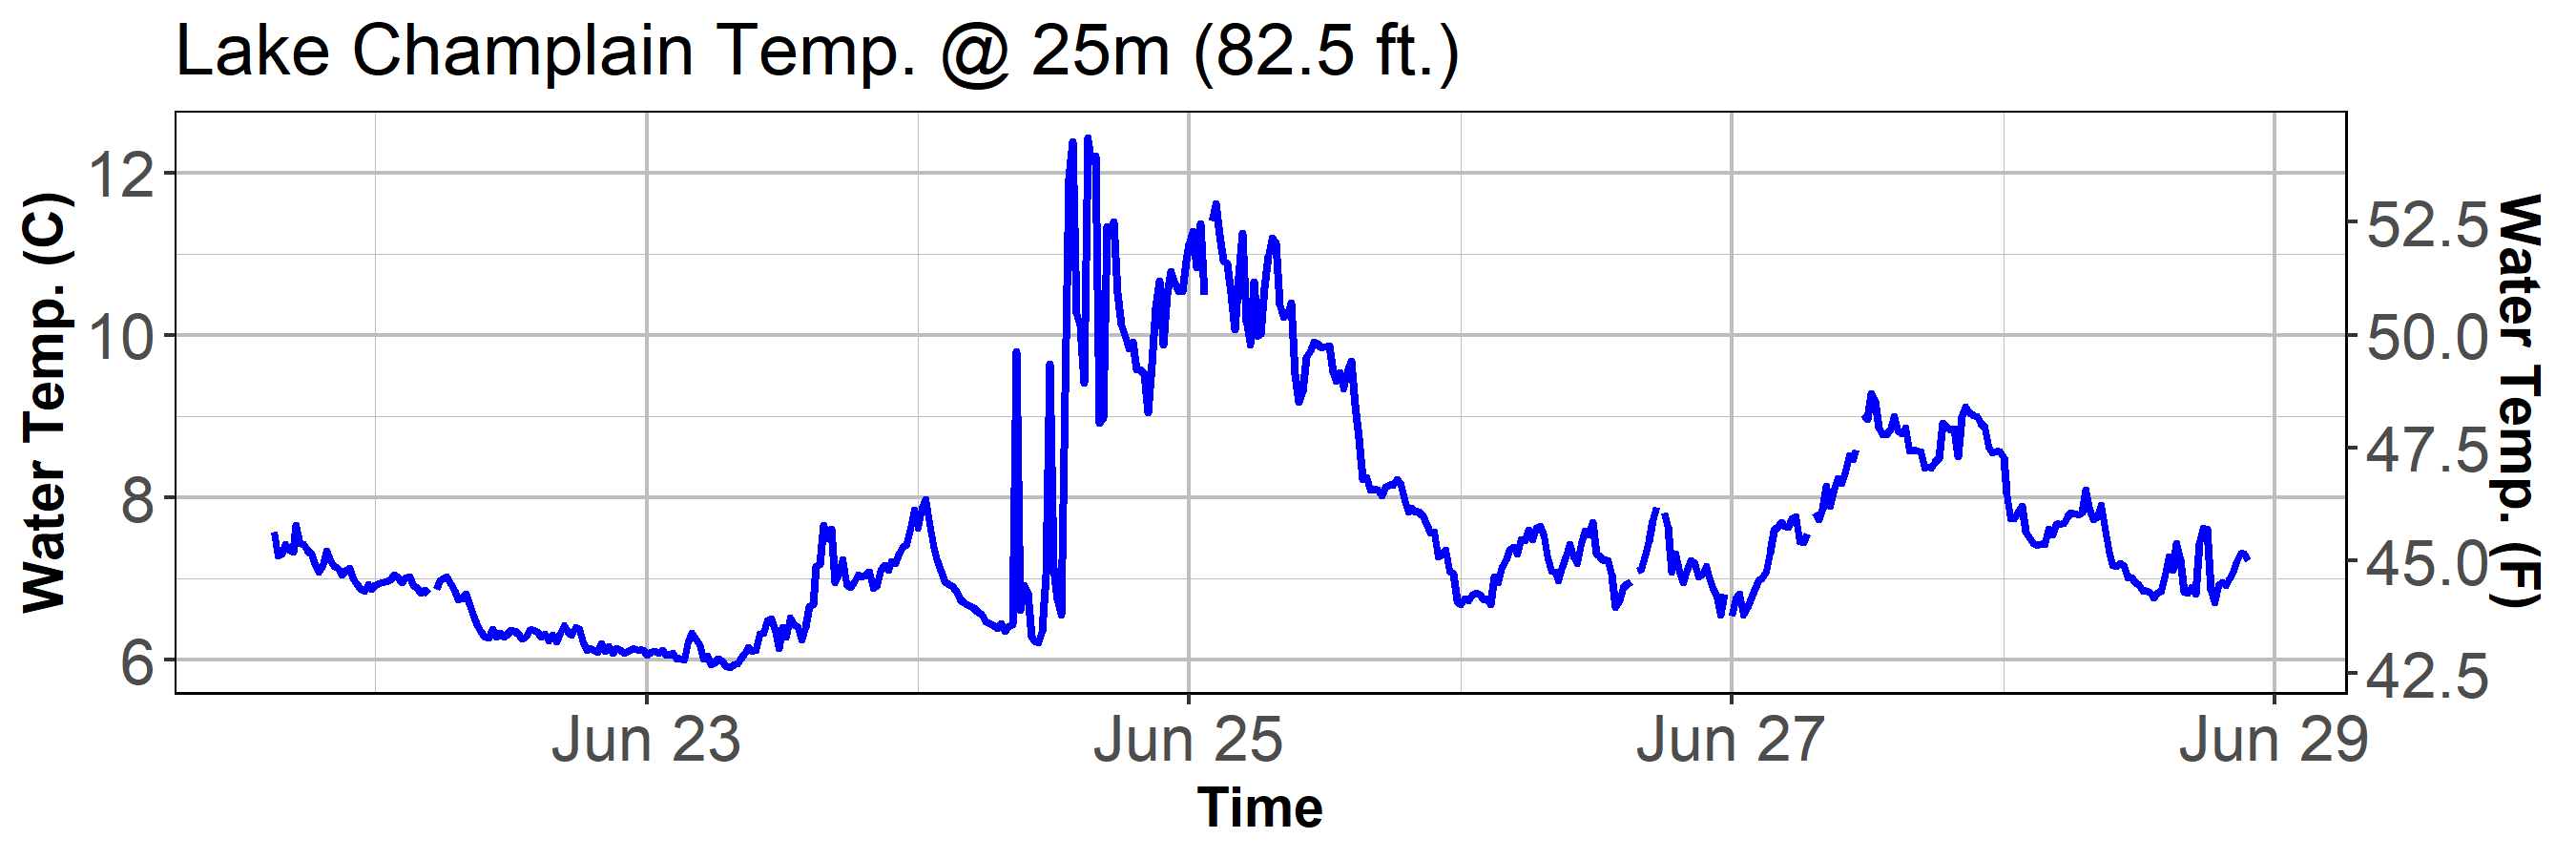 Lake Champlain Temp. @ 25m (82.5 ft.)
Water Temp. (C)
12
10
8
6
52.5
50.0
47.5
45.0
42.5
Water Temp. (F)
Jun 23 Jun 25 Jun 27 Jun 29
Time